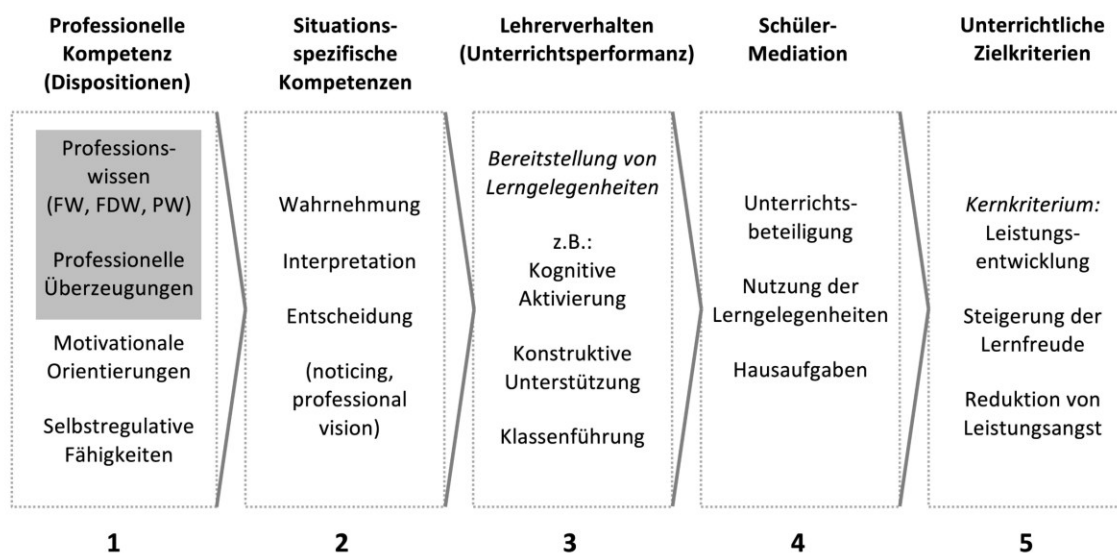 Professionelle
Kompetenz
(Dispositionen)
Situations-
spezifische
Kompetenzen
Lehrerverhalten
(Unterrichtsperformanz)
Schüler-
Mediation
Unterrichtliche
Zielkriterien
Professions-
wissen
(FW, FDW, PW)
Professionelle
Überzeugungen
Motivationale
Orientierungen
Selbstregulative
Fähigkeiten
Wahrnehmung
Interpretation
Entscheidung
(noticing,
professional
vision)
Bereitstellung von
Lerngelegenheiten
z.B.:
Kognitive
Aktivierung
Konstruktive
Unterstützung
Klassenführung
Unterrichts-
beteiligung
Nutzung der
Lerngelegenheiten
Hausaufgaben
Kernkriterium:
Leistungs-
entwicklung
Steigerung der
Lernfreude
Reduktion von
Leistungsangst
1
2
3
4
5